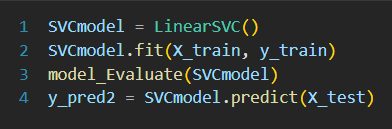 1 SVCmodel = LinearSVC()
2 SVCmodel.fit(X_train, y_train)
3 model_Evaluate(SVCmodel)
4 y_pred2 = SVCmodel.predict(X_test)